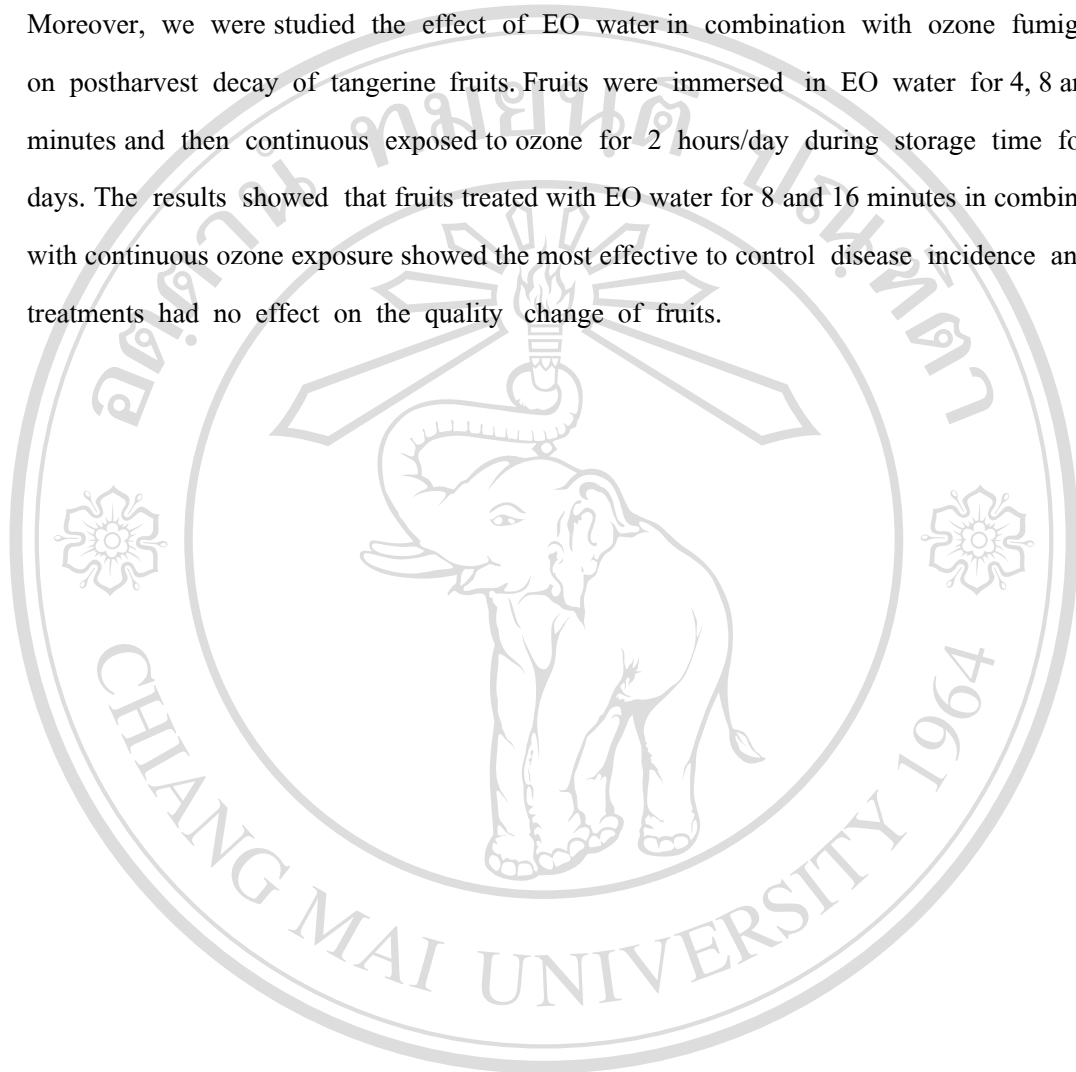 Moreover, we were studied the effect of EO water in combination with ozone fumig
on postharvest decay of tangerine fruits. Fruits were immersed in EO water for 4, 8 a
minutes and then continuous exposed to ozone for 2 hours/day during storage time fo
days. The results showed that fruits treated with EO water for 8 and 16 minutes in combin
with continuous ozone exposure showed the most effective to control disease incidence an
treatments had no effect on the quality change of fruits.
CHIANG MAI UNIVERSITY 1964